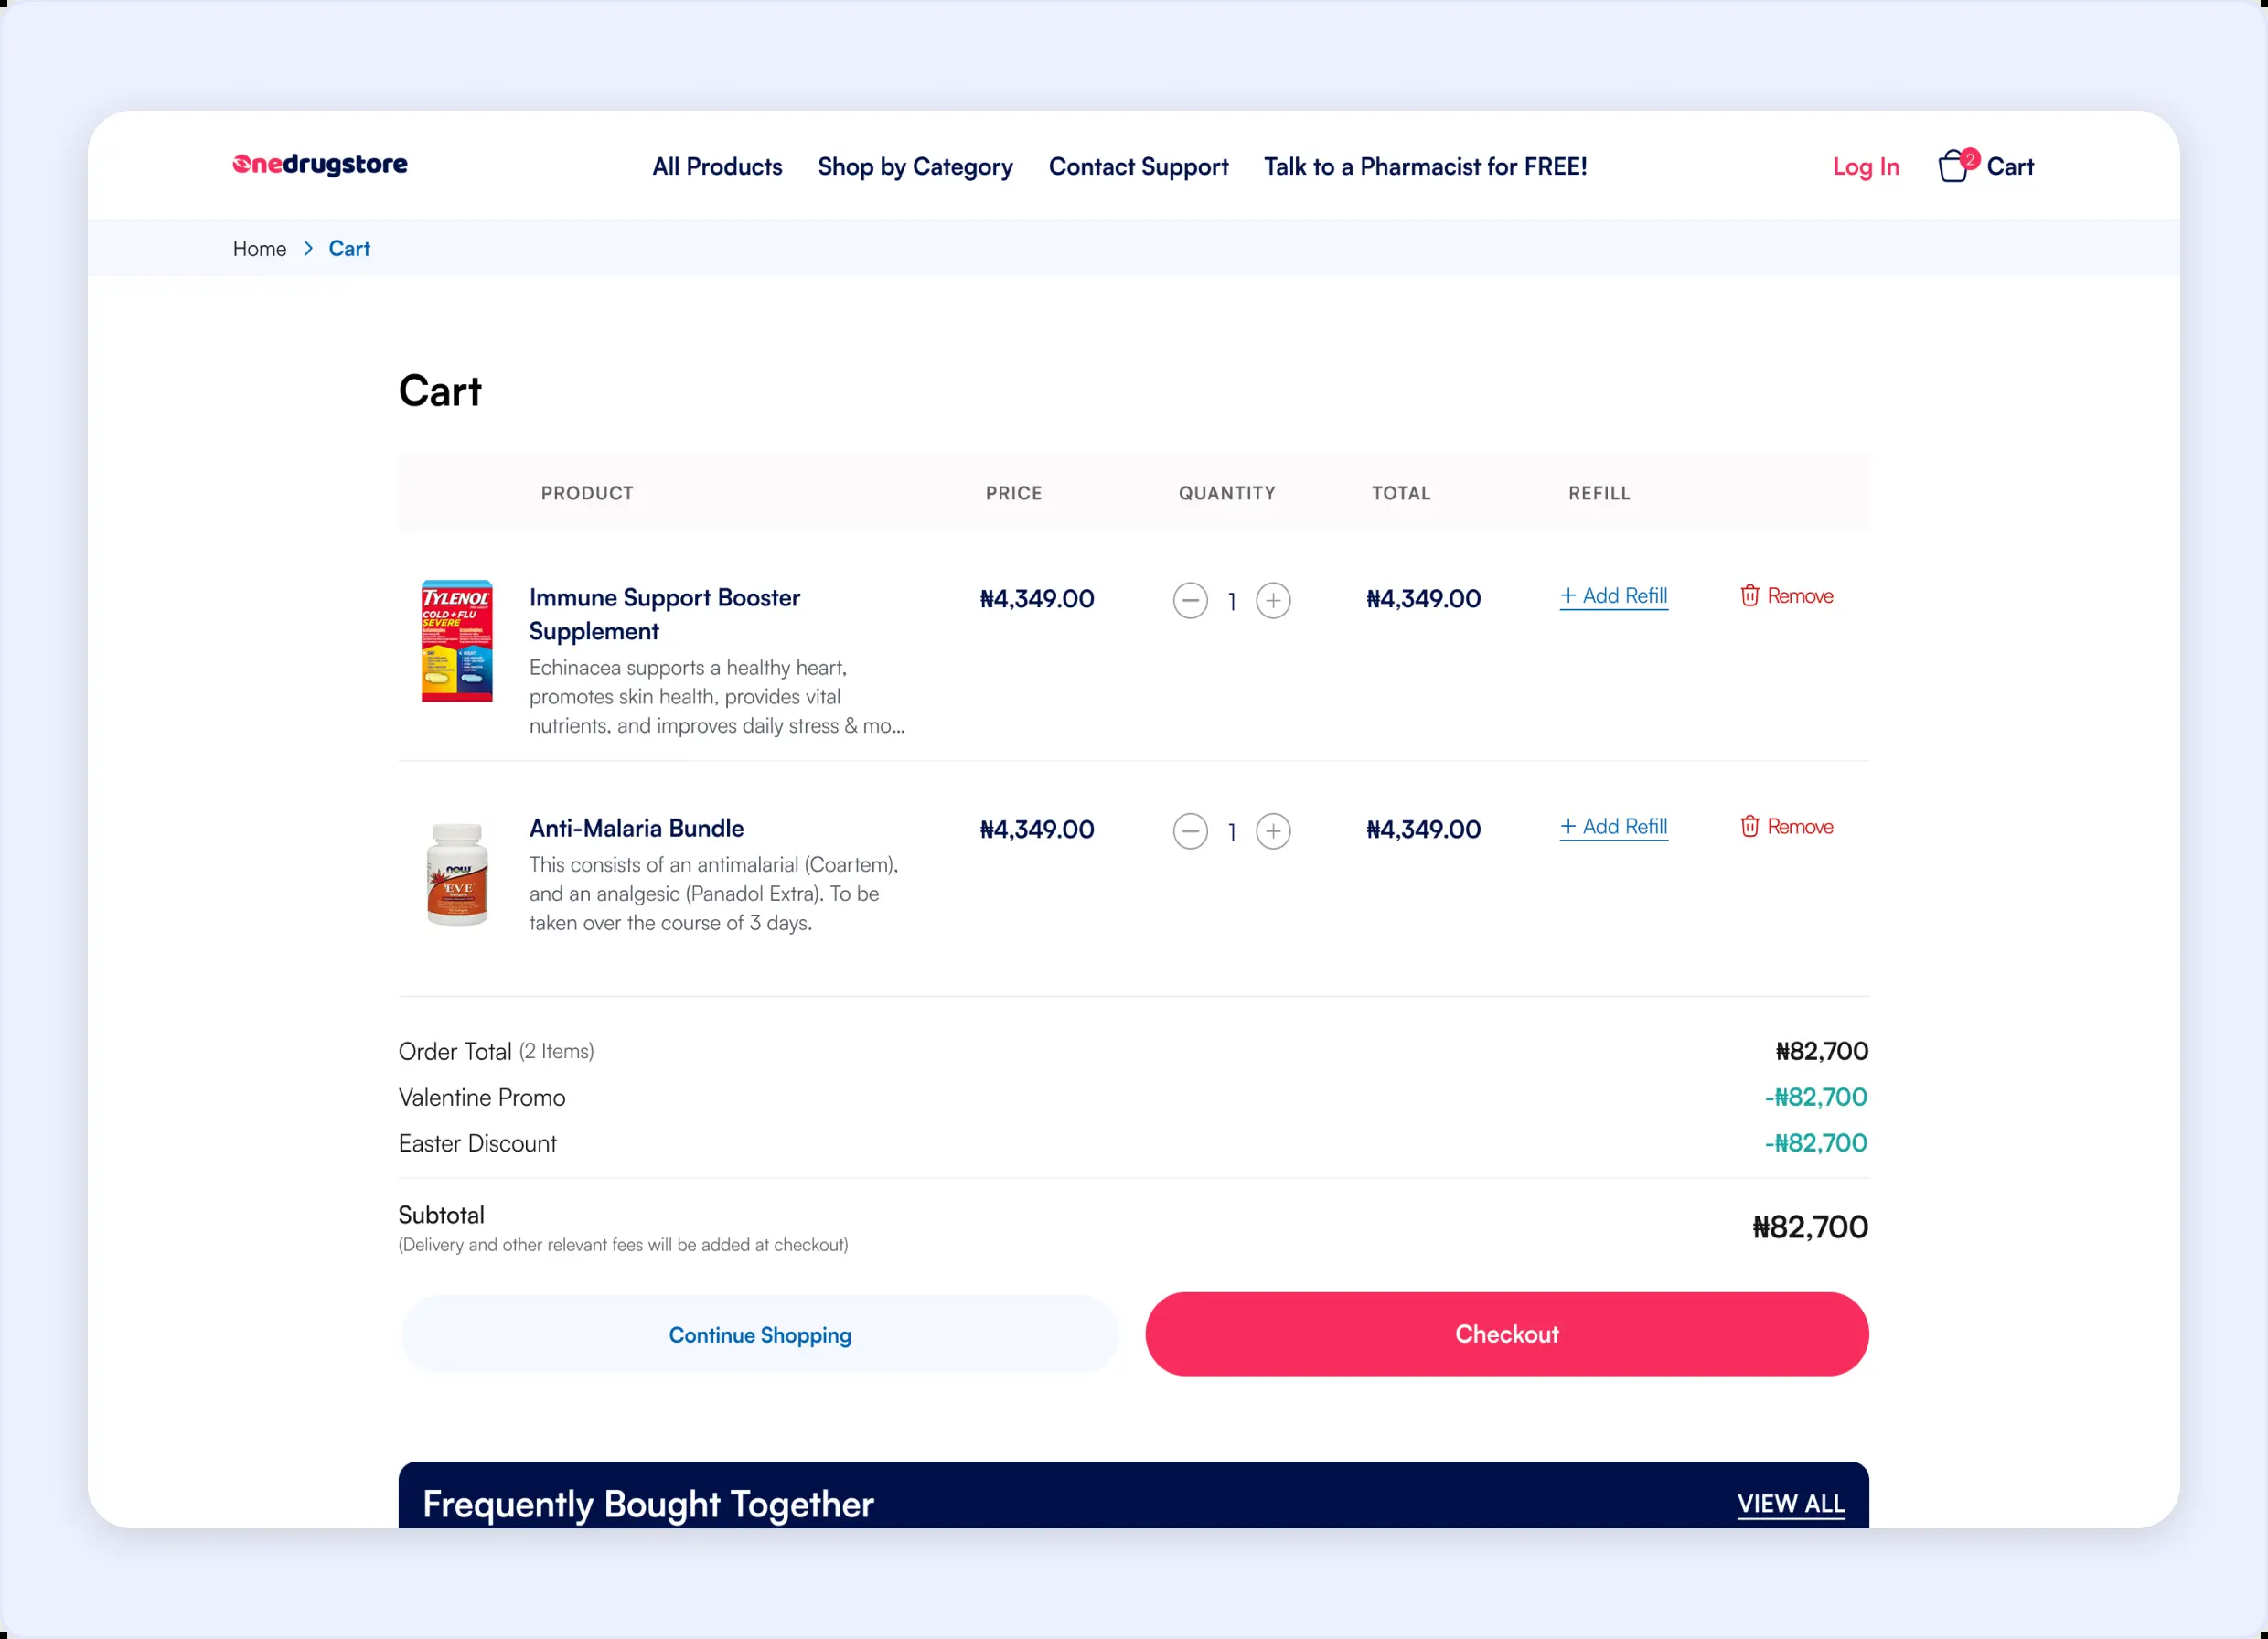 Onedrugstore
All Products Shop by Category Contact Support Talk to a Pharmacist for FREE!
Log In 2 Cart
Home > Cart
Cart
PRODUCT PRICE QUANTITY TOTAL REFILL
TYLENOL
COLD + FLU
SEVERE
Immune Support Booster
Supplement
Echinacea supports a healthy heart,
promotes skin health, provides vital
nutrients, and improves daily stress & mo...
₦4,349.00 1 ₦4,349.00 + Add Refill Remove
NOW
EVE
Anti-Malaria Bundle
This consists of an antimalarial (Coartem),
and an analgesic (Panadol Extra). To be
taken over the course of 3 days.
₦4,349.00 1 ₦4,349.00 + Add Refill Remove
Order Total (2 Items) ₦82,700
Valentine Promo -₦82,700
Easter Discount -₦82,700
Subtotal ₦82,700
(Delivery and other relevant fees will be added at checkout)
Continue Shopping Checkout
Frequently Bought Together VIEW ALL